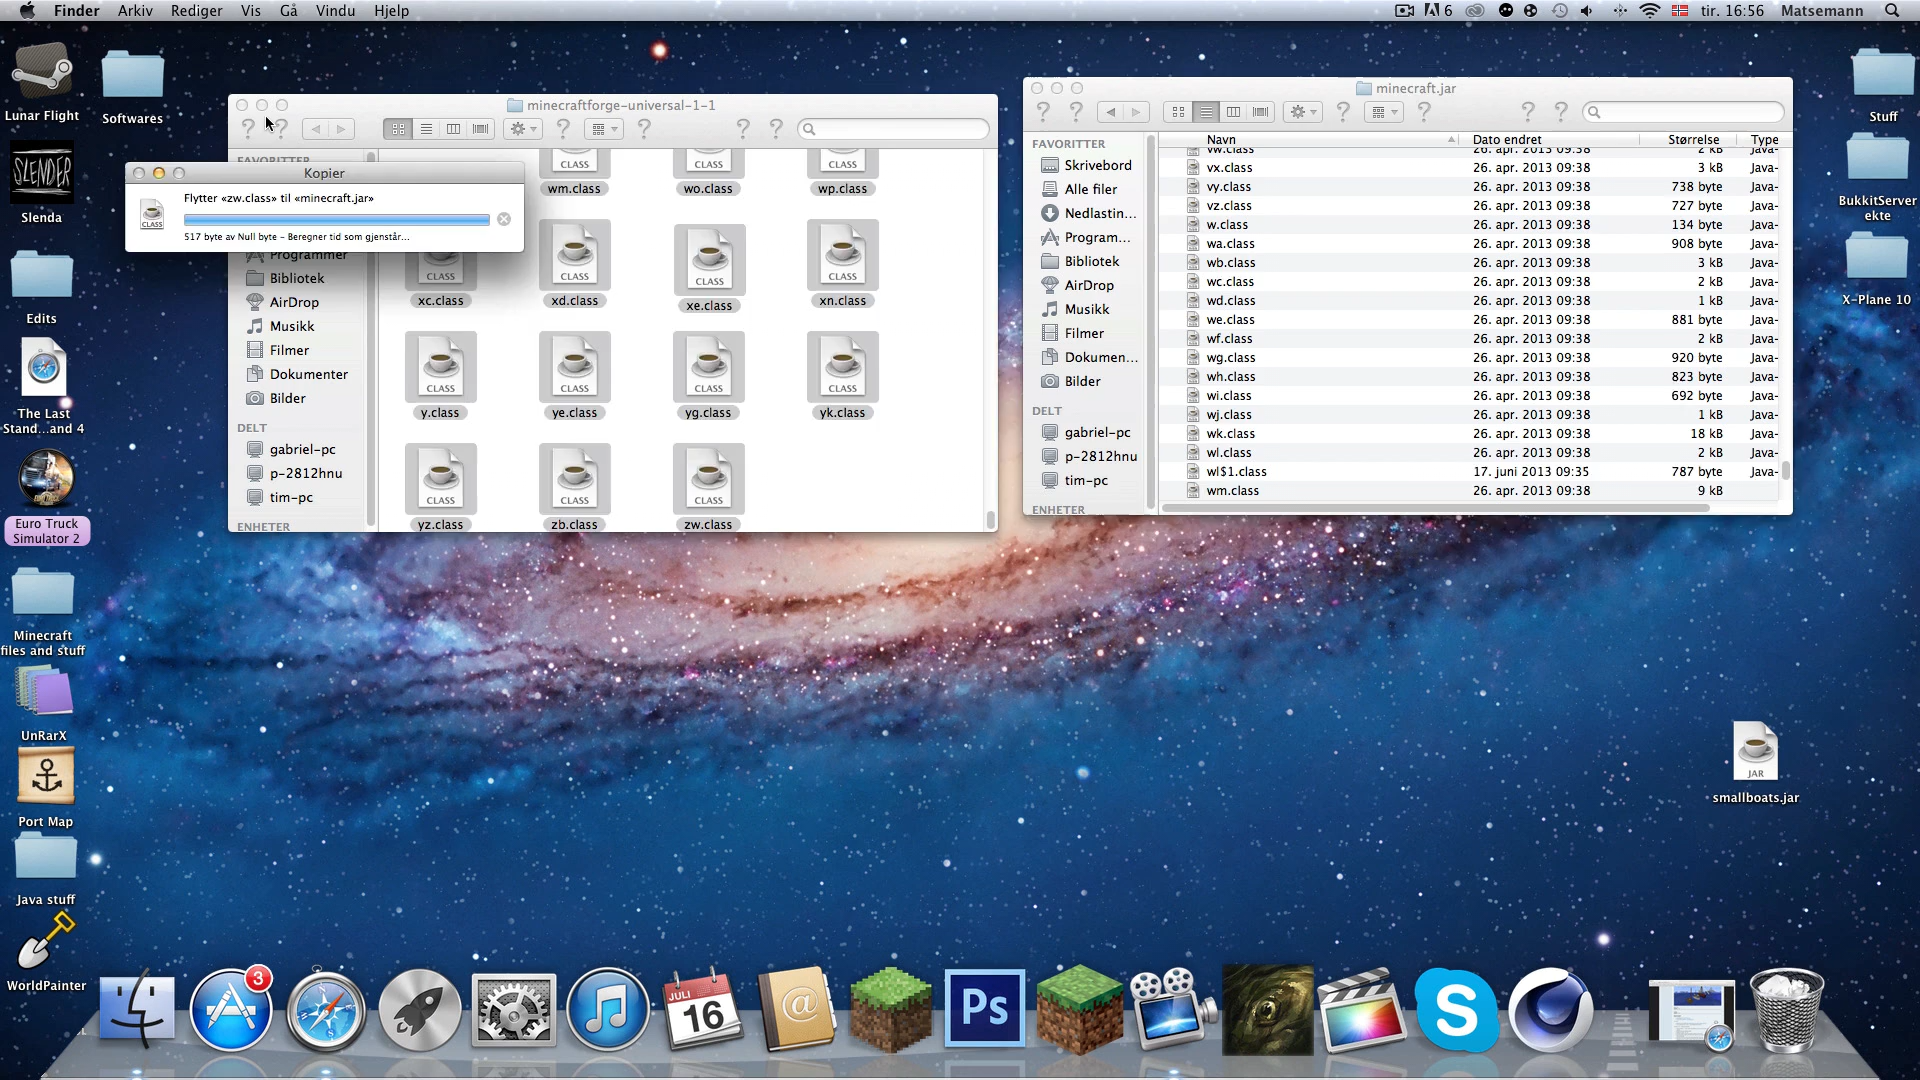 Finder Arkiv Rediger Vis Gå Vindu Hjelp
6 tir. 16:56 Matsemann
Lunar Flight
Softwares
SLENDER
Slenda
Edits
The Last
Stand...and 4
Euro Truck
Simulator 2
Minecraft
files and stuff
UnRarX
Port Map
Java stuff
WorldPainter
minecraftforge-universal-1-1
FAVORITTER
Programmer
Bibliotek
AirDrop
Musikk
Filmer
Dokumenter
Bilder
DELT
gabriel-pc
p-2812hnu
tim-pc
ENHETER
wm.class wo.class wp.class
CLASS CLASS CLASS CLASS
xc.class xd.class xe.class xn.class
CLASS CLASS CLASS CLASS
y.class ye.class yg.class yk.class
CLASS CLASS CLASS
yz.class zb.class zw.class
Kopier
Flytter «zw.class» til «minecraft.jar»
CLASS
517 byte av Null byte – Beregner tid som gjenstår...
minecraft.jar
FAVORITTER
Skrivebord
Alle filer
Nedlastin...
Program...
Bibliotek
AirDrop
Musikk
Filmer
Dokumen...
Bilder
DELT
gabriel-pc
p-2812hnu
tim-pc
ENHETER
Navn Dato endret Størrelse Type
vw.class 26. apr. 2013 09:38 2 kB Java-
vx.class 26. apr. 2013 09:38 3 kB Java-
vy.class 26. apr. 2013 09:38 738 byte Java-
vz.class 26. apr. 2013 09:38 727 byte Java-
w.class 26. apr. 2013 09:38 134 byte Java-
wa.class 26. apr. 2013 09:38 908 byte Java-
wb.class 26. apr. 2013 09:38 3 kB Java-
wc.class 26. apr. 2013 09:38 2 kB Java-
wd.class 26. apr. 2013 09:38 1 kB Java-
we.class 26. apr. 2013 09:38 881 byte Java-
wf.class 26. apr. 2013 09:38 2 kB Java-
wg.class 26. apr. 2013 09:38 920 byte Java-
wh.class 26. apr. 2013 09:38 823 byte Java-
wi.class 26. apr. 2013 09:38 692 byte Java-
wj.class 26. apr. 2013 09:38 1 kB Java-
wk.class 26. apr. 2013 09:38 18 kB Java-
wl.class 26. apr. 2013 09:38 2 kB Java-
wl$1.class 17. juni 2013 09:35 787 byte Java-
wm.class 26. apr. 2013 09:38 9 kB
Stuff
BukkitServer
ekte
X-Plane 10
JAR
smallboats.jar
3
JULI
16
@
Ps
S